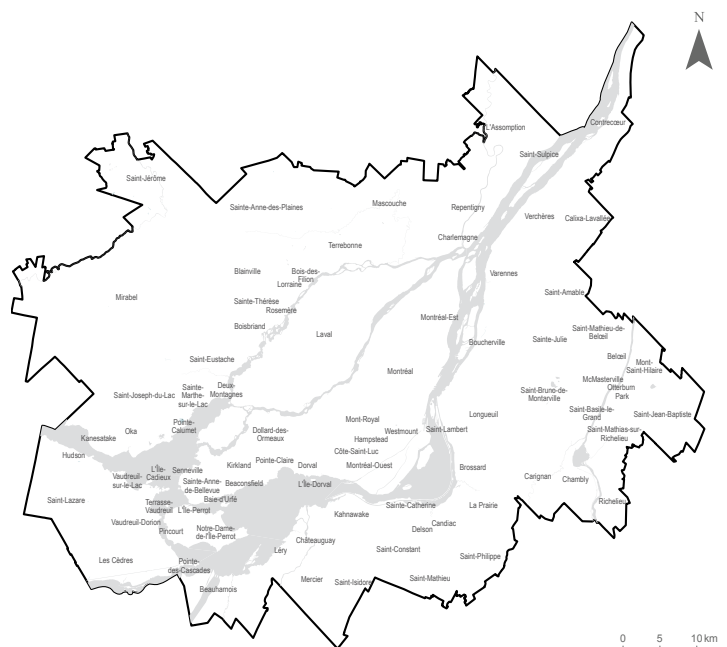 N
L'Assomption
Contrecœur
Saint-Sulpice
Saint-Jérôme
Mascouche
Repentigny
Sainte-Anne-des-Plaines
Verchères
Calixa-Lavallée
Charlemagne
Terrebonne
Blainville
Bois-des-
Filion
Lorraine
Varennes
Mirabel
Saint-Amable
Sainte-Thérèse
Rosemère
Montréal-Est
Boisbriand
Laval
Boucherville
Sainte-Julie
Saint-Mathieu-de-
Belœil
Saint-Eustache
Belœil
Mont-
Saint-Hilaire
Montréal
McMasterville
Otterburn
Park
Saint-Joseph-du-Lac
Sainte-
Marthe-
sur-le-Lac
Deux-
Montagnes
Saint-Bruno-de-
Montarville
Saint-Basile-le-
Grand
Saint-Jean-Baptiste
Longueuil
Mont-Royal
Pointe-
Calumet
Oka
Kanesatake
Dollard-des-
Ormeaux
Hampstead
Westmount
Saint-Lambert
Saint-Mathias-sur-
Richelieu
Côte-Saint-Luc
Hudson
L'Île-
Cadieux
Senneville
Kirkland
Pointe-Claire
Dorval
Montréal-Ouest
Brossard
Vaudreuil-
sur-le-Lac
Sainte-Anne-
de-Bellevue
Beaconsfield
L'Île-Dorval
Carignan
Chambly
Saint-Lazare
Terrasse-
Vaudreuil
Baie-d'Urfé
L'Île-Perrot
Kahnawake
Sainte-Catherine
La Prairie
Richelieu
Vaudreuil-Dorion
Pincourt
Notre-Dame-
de-l'Île-Perrot
Candiac
Delson
Châteauguay
Léry
Saint-Constant
Saint-Philippe
Les Cèdres
Pointe-
des-Cascades
Beauharnois
Mercier
Saint-Isidore
Saint-Mathieu
0 5 10 km